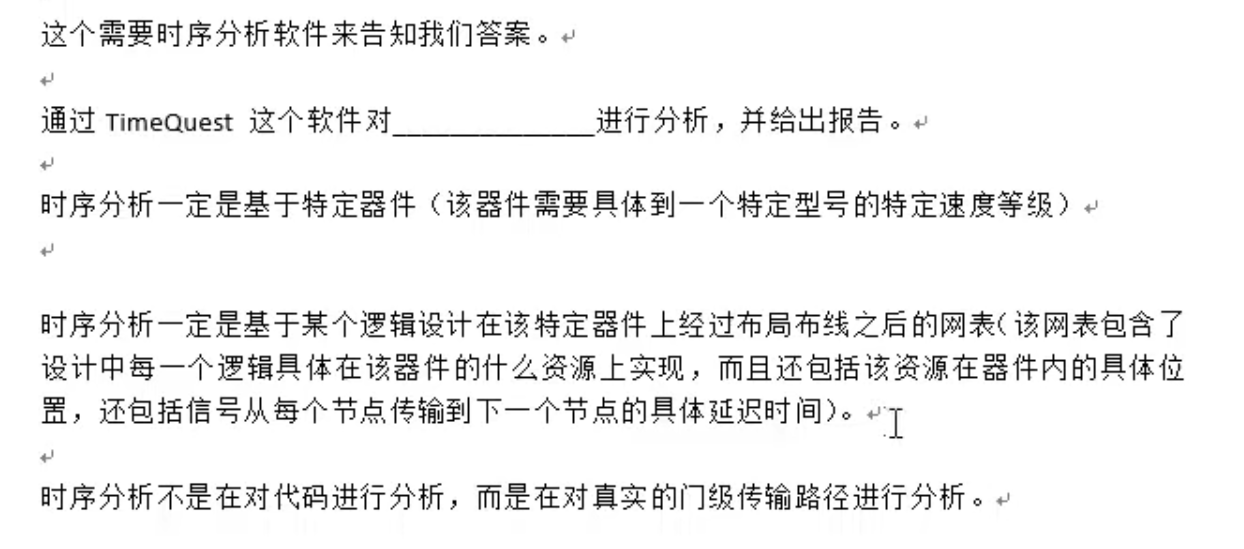 这个需要时序分析软件来告知我们答案。
通过 TimeQuest 这个软件对______________进行分析，并给出报告。
时序分析一定是基于特定器件（该器件需要具体到一个特定型号的特定速度等级）
时序分析一定是基于某个逻辑设计在该特定器件上经过布局布线之后的网表（该网表包含了
设计中每一个逻辑具体在该器件的什么资源上实现，而且还包括该资源在器件内的具体位
置，还包括信号从每个节点传输到下一个节点的具体延迟时间）。
时序分析不是在对代码进行分析，而是在对真实的门级传输路径进行分析。